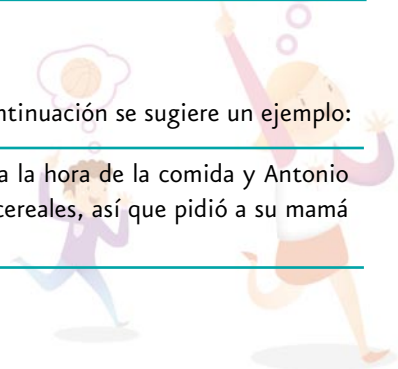 ntinuación se sugiere un ejemplo:
a la hora de la comida y Antonio
cereales, así que pidió a su mamá